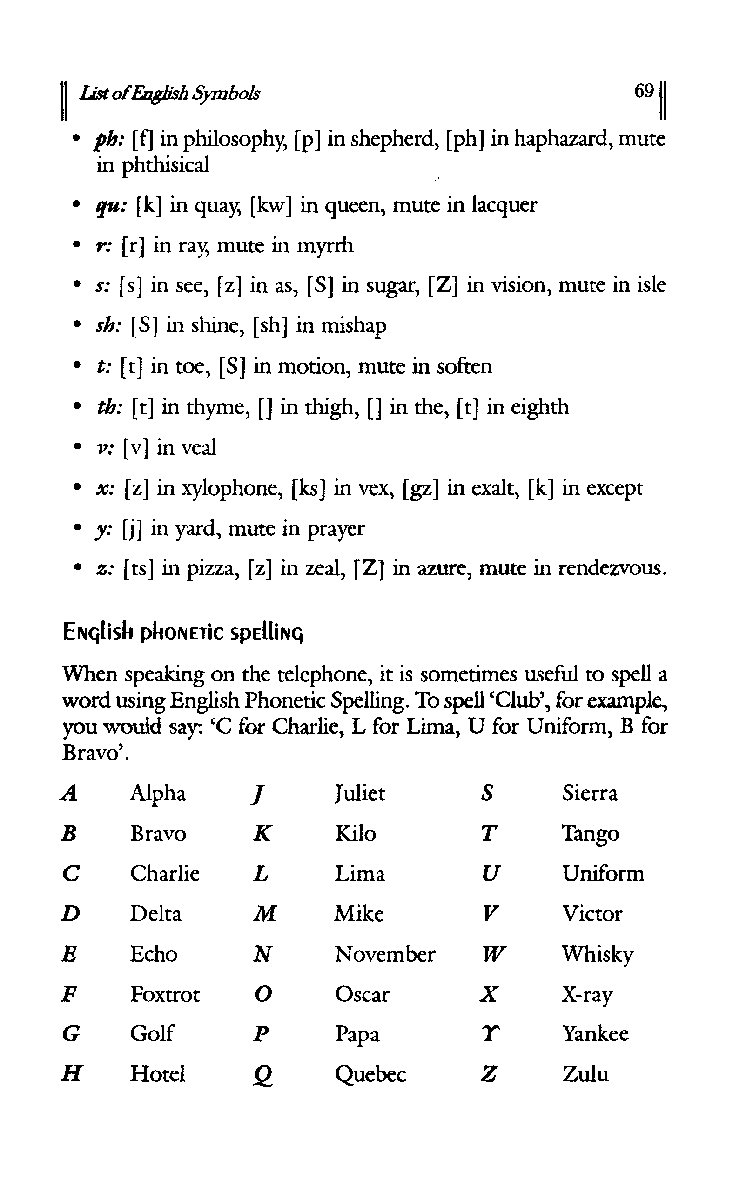 List of English Symbols 69
• ph: [f] in philosophy, [p] in shepherd, [ph] in haphazard, mute
in phthisical
• qu: [k] in quay, [kw] in queen, mute in lacquer
• r: [r] in ray, mute in myrrh
• s: [s] in see, [z] in as, [S] in sugar, [Z] in vision, mute in isle
• sh: [S] in shine, [sh] in mishap
• t: [t] in toe, [S] in motion, mute in soften
• th: [t] in thyme, [] in thigh, [] in the, [t] in eighth
• v: [v] in veal
• x: [z] in xylophone, [ks] in vex, [gz] in exalt, [k] in except
• y: [j] in yard, mute in prayer
• z: [ts] in pizza, [z] in zeal, [Z] in azure, mute in rendezvous.
English phonetic spelling
When speaking on the telephone, it is sometimes useful to spell a
word using English Phonetic Spelling. To spell ‘Club’, for example,
you would say: ‘C for Charlie, L for Lima, U for Uniform, B for
Bravo’.
A Alpha J Juliet S Sierra
B Bravo K Kilo T Tango
C Charlie L Lima U Uniform
D Delta M Mike V Victor
E Echo N November W Whisky
F Foxtrot O Oscar X X-ray
G Golf P Papa Y Yankee
H Hotel Q Quebec Z Zulu